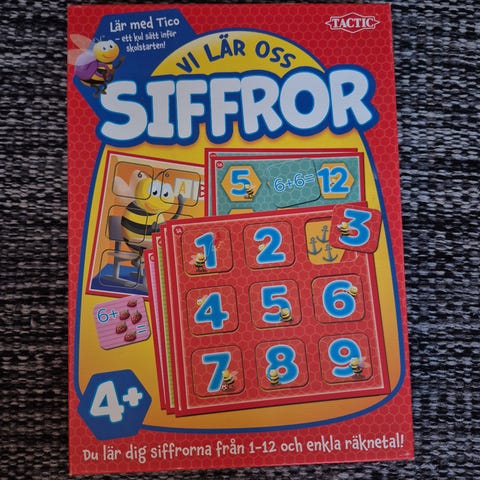 Lär med Tico
- ett kul sätt inför
skolstarten!
TACTIC
VI LÄR OSS
SIFFROR
5 6+6= 12
1 2 3
4 5 6
6+
=
7 8 9
4+
Du lär dig siffrorna från 1-12 och enkla räknetal!